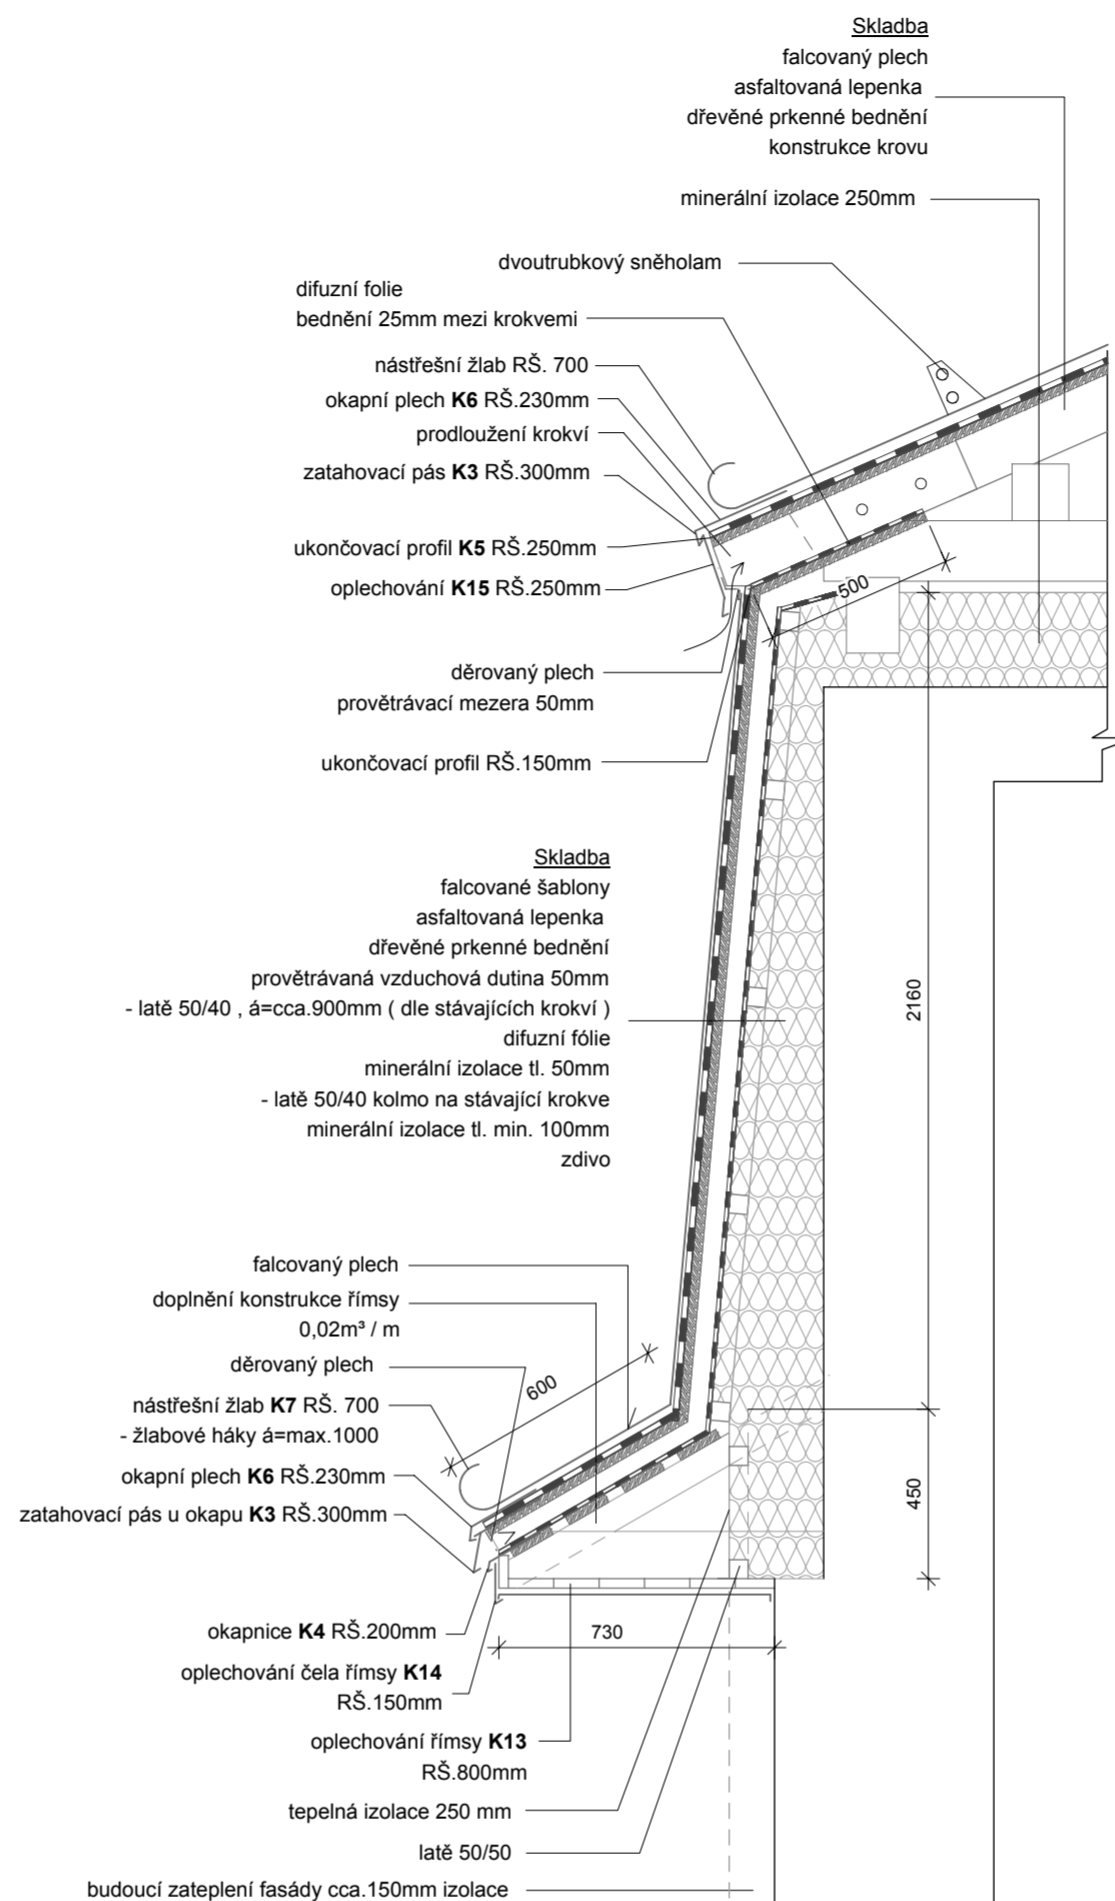 Skladba
falcovaný plech
asfaltovaná lepenka
dřevěné prkenné bednění
konstrukce krovu
minerální izolace 250mm
dvoutrubkový sněholam
difuzní folie
bednění 25mm mezi krokvemi
nástřešní žlab RŠ. 700
okapní plech K6 RŠ.230mm
prodloužení krokví
zatahovací pás K3 RŠ.300mm
ukončovací profil K5 RŠ.250mm
oplechování K15 RŠ.250mm
500
děrovaný plech
provětrávací mezera 50mm
ukončovací profil RŠ.150mm
Skladba
falcované šablony
asfaltovaná lepenka
dřevěné prkenné bednění
provětrávaná vzduchová dutina 50mm
- latě 50/40 , á=cca.900mm ( dle stávajících krokví )
difuzní fólie
minerální izolace tl. 50mm
- latě 50/40 kolmo na stávající krokve
minerální izolace tl. min. 100mm
zdivo
2160
falcovaný plech
doplnění konstrukce římsy
0,02m³ / m
děrovaný plech
600
nástřešní žlab K7 RŠ. 700
- žlabové háky á=max.1000
okapní plech K6 RŠ.230mm
zatahovací pás u okapu K3 RŠ.300mm
450
okapnice K4 RŠ.200mm
730
oplechování čela římsy K14
RŠ.150mm
oplechování římsy K13
RŠ.800mm
tepelná izolace 250 mm
latě 50/50
budoucí zateplení fasády cca.150mm izolace